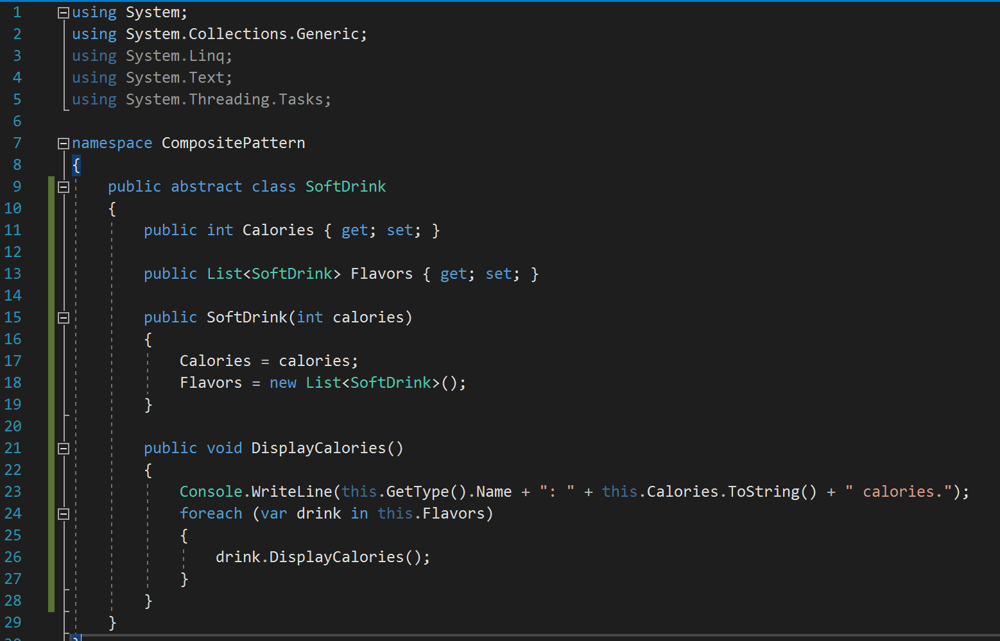 1 using System;
2 using System.Collections.Generic;
3 using System.Linq;
4 using System.Text;
5 using System.Threading.Tasks;
6
7 namespace CompositePattern
8 {
9     public abstract class SoftDrink
10     {
11         public int Calories { get; set; }
12
13         public List<SoftDrink> Flavors { get; set; }
14
15         public SoftDrink(int calories)
16         {
17             Calories = calories;
18             Flavors = new List<SoftDrink>();
19         }
20
21         public void DisplayCalories()
22         {
23             Console.WriteLine(this.GetType().Name + ": " + this.Calories.ToString() + " calories.");
24             foreach (var drink in this.Flavors)
25             {
26                 drink.DisplayCalories();
27             }
28         }
29     }